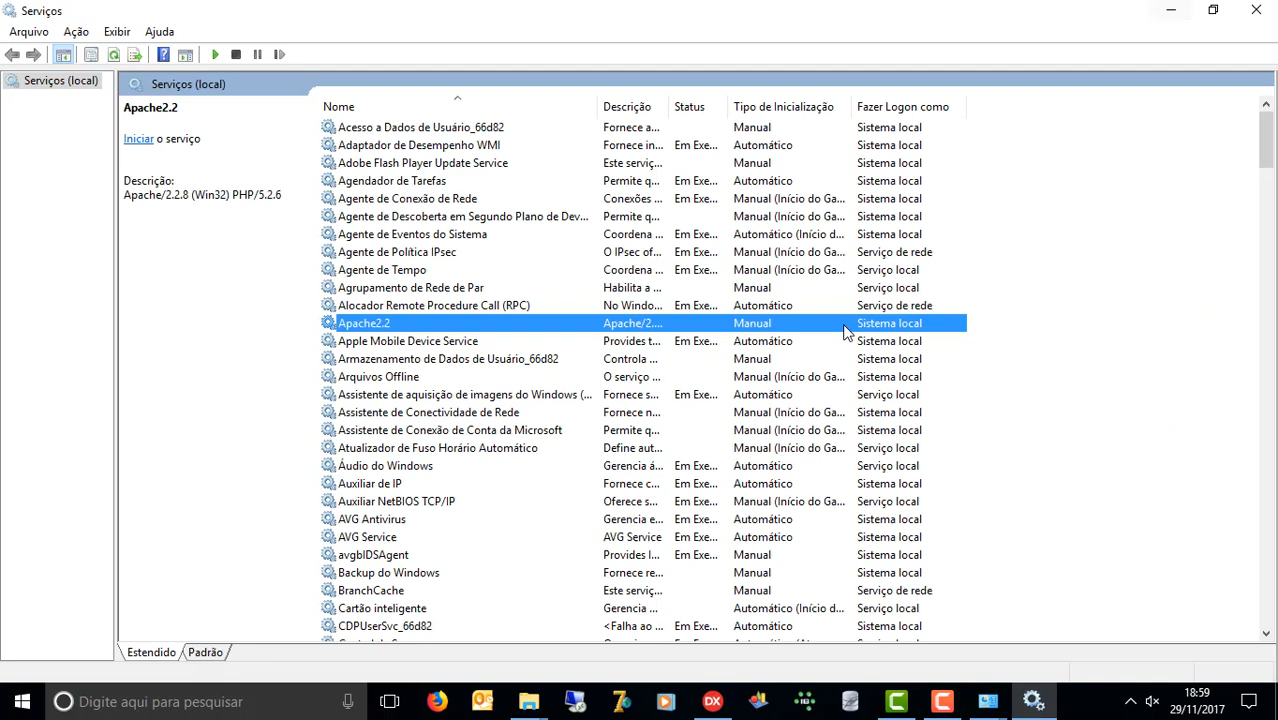 Serviços
Arquivo Ação Exibir Ajuda
Serviços (local)
Serviços (local)
Apache2.2
Iniciar o serviço
Descrição:
Apache/2.2.8 (Win32) PHP/5.2.6
Nome Descrição Status Tipo de Inicialização Fazer Logon como
Acesso a Dados de Usuário_66d82 Fornece a... Manual Sistema local
Adaptador de Desempenho WMI Fornece in... Em Exe... Automático Sistema local
Adobe Flash Player Update Service Este serviç... Manual Sistema local
Agendador de Tarefas Permite q... Em Exe... Automático Sistema local
Agente de Conexão de Rede Conexões ... Em Exe... Manual (Início do Ga... Sistema local
Agente de Descoberta em Segundo Plano de Dev... Permite q... Manual (Início do Ga... Sistema local
Agente de Eventos do Sistema Coordena ... Em Exe... Automático (Início d... Sistema local
Agente de Política IPsec O IPsec of... Em Exe... Manual (Início do Ga... Serviço de rede
Agente de Tempo Coordena ... Em Exe... Manual (Início do Ga... Serviço local
Agrupamento de Rede de Par Habilita a ... Manual Serviço local
Alocador Remote Procedure Call (RPC) No Windo... Em Exe... Automático Serviço de rede
Apache2.2 Apache/2.... Manual Sistema local
Apple Mobile Device Service Provides t... Em Exe... Automático Sistema local
Armazenamento de Dados de Usuário_66d82 Controla ... Manual Sistema local
Arquivos Offline O serviço ... Manual (Início do Ga... Sistema local
Assistente de aquisição de imagens do Windows (... Fornece s... Em Exe... Automático Serviço local
Assistente de Conectividade de Rede Fornece n... Manual (Início do Ga... Sistema local
Assistente de Conexão de Conta da Microsoft Permite q... Manual (Início do Ga... Sistema local
Atualizador de Fuso Horário Automático Define aut... Manual (Início do Ga... Serviço local
Áudio do Windows Gerencia á... Em Exe... Automático Serviço local
Auxiliar de IP Fornece c... Em Exe... Automático Sistema local
Auxiliar NetBIOS TCP/IP Oferece s... Em Exe... Manual (Início do Ga... Serviço local
AVG Antivirus Gerencia e... Em Exe... Automático Sistema local
AVG Service AVG Service Em Exe... Automático Sistema local
avgbIDSAgent Provides I... Em Exe... Manual Sistema local
Backup do Windows Fornece re... Manual Sistema local
BranchCache Este serviç... Manual Serviço de rede
Cartão inteligente Gerencia ... Automático (Início d... Serviço local
CDPUserSvc_66d82 <Falha ao ... Em Exe... Automático Sistema local
Estendido Padrão
Digite aqui para pesquisar
18:59
29/11/2017